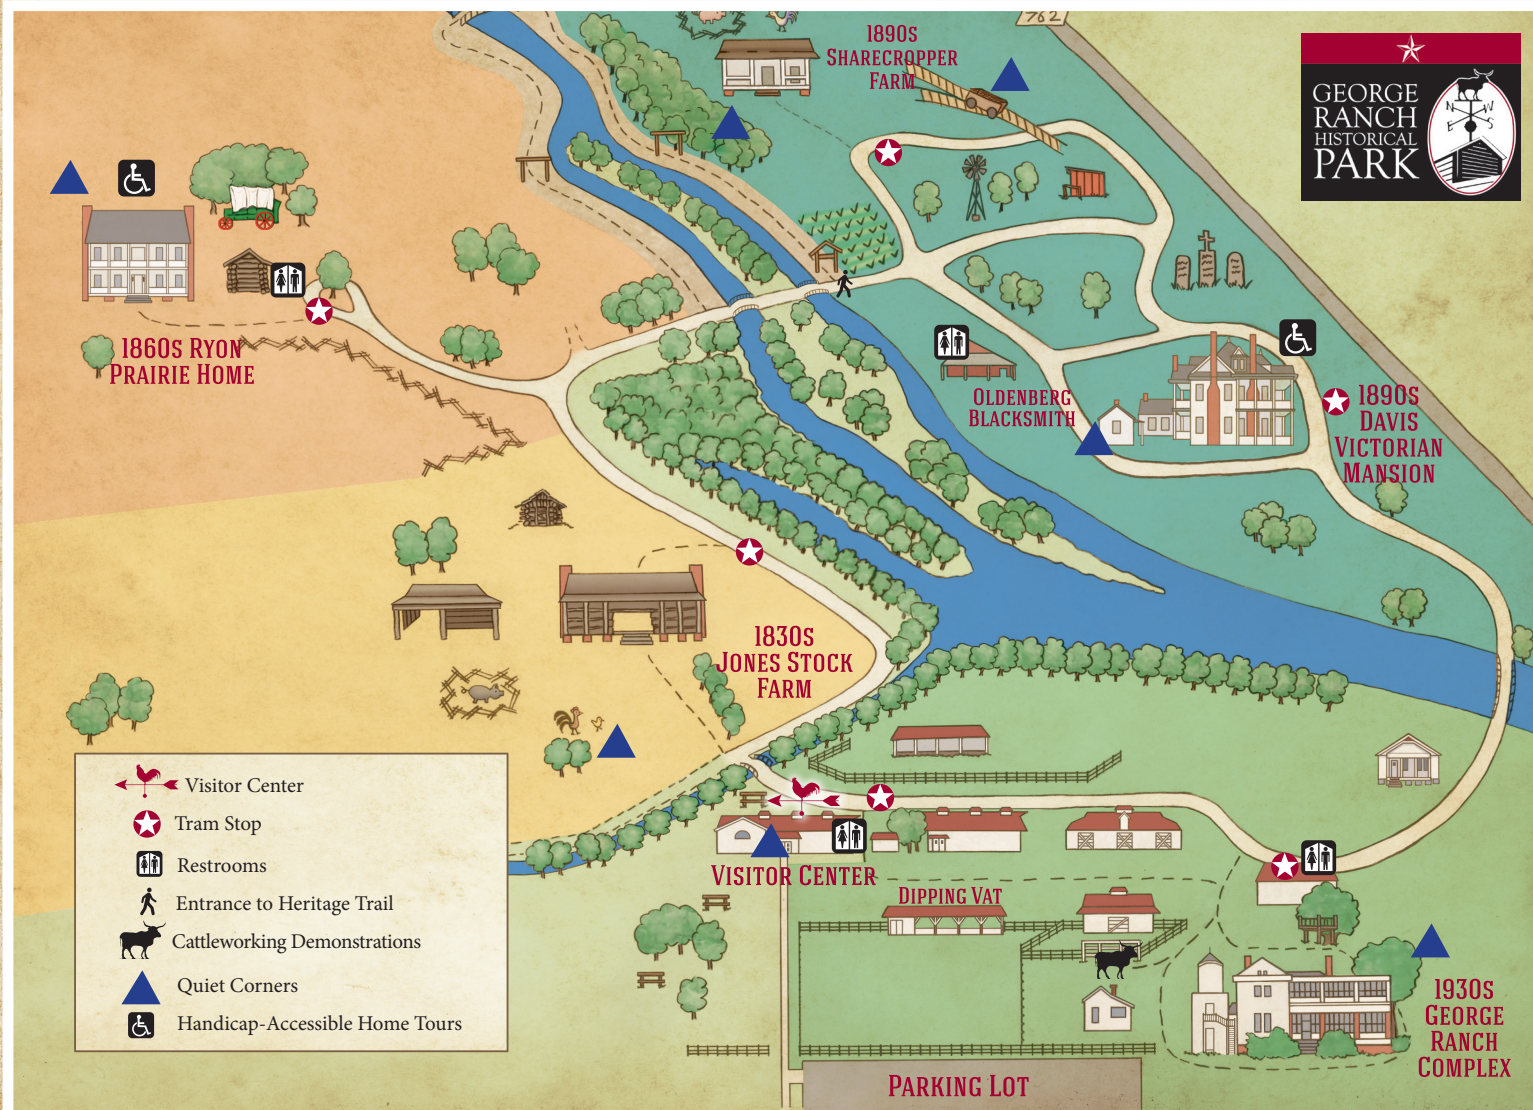 762
1890s
Sharecropper
Farm
George
Ranch
Historical
Park
N
W
E
S
1860s Ryon
Prairie Home
Oldenberg
Blacksmith
1890s
Davis
Victorian
Mansion
1830s
Jones Stock
Farm
Visitor Center
Dipping Vat
1930s
George
Ranch
Complex
Parking Lot
Visitor Center
Tram Stop
Restrooms
Entrance to Heritage Trail
Cattleworking Demonstrations
Quiet Corners
Handicap-Accessible Home Tours